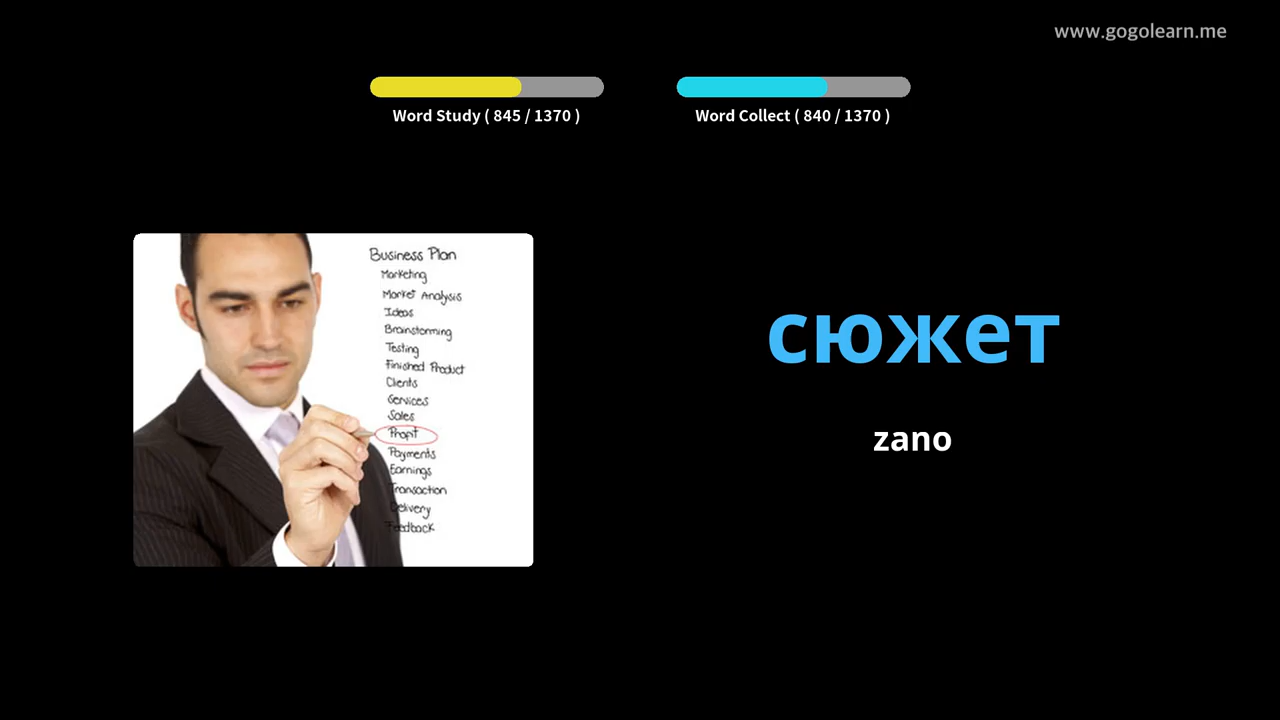 www.gogolearn.me
Word Study ( 845 / 1370 )
Word Collect ( 840 / 1370 )
Business Plan
Marketing
Market Analysis
Ideas
Brainstorming
Testing
Finished Product
Clients
Services
Sales
Profit
Payments
Earnings
Transaction
Delivery
Feedback
сюжет
zano